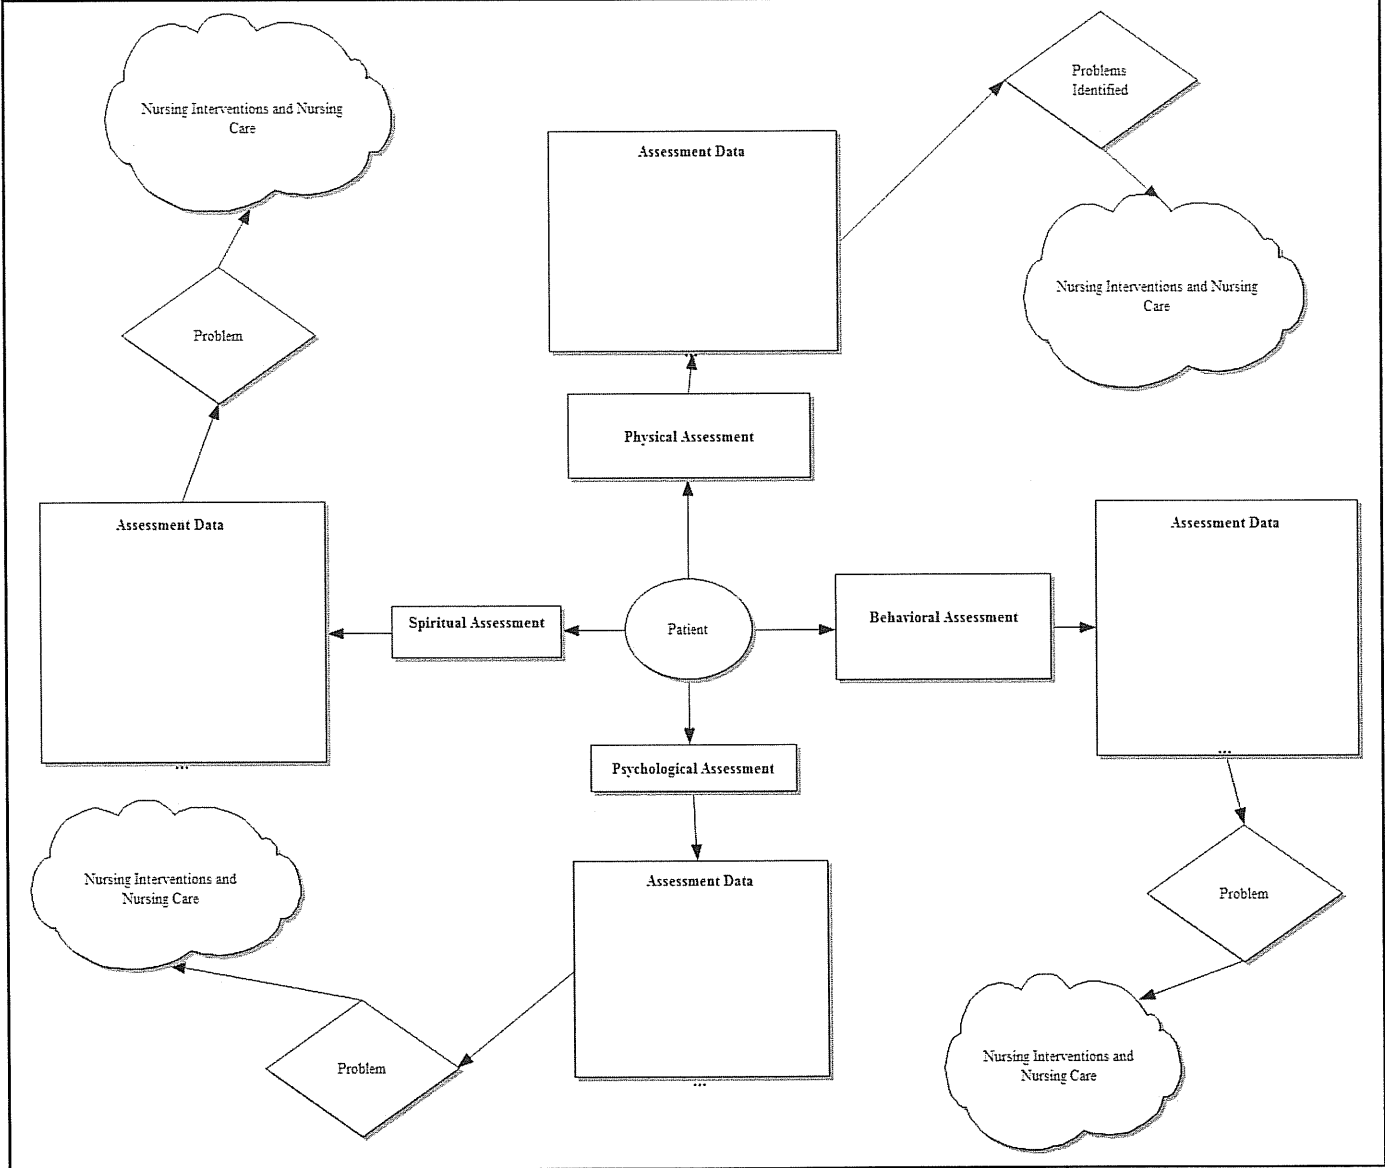 Nursing Interventions and Nursing
Care
Problems
Identified
Assessment Data
...
Nursing Interventions and Nursing
Care
Problem
Physical Assessment
Assessment Data
...
Assessment Data
...
Spiritual Assessment
Patient
Behavioral Assessment
Psychological Assessment
Nursing Interventions and
Nursing Care
Assessment Data
...
Problem
Problem
Nursing Interventions and
Nursing Care